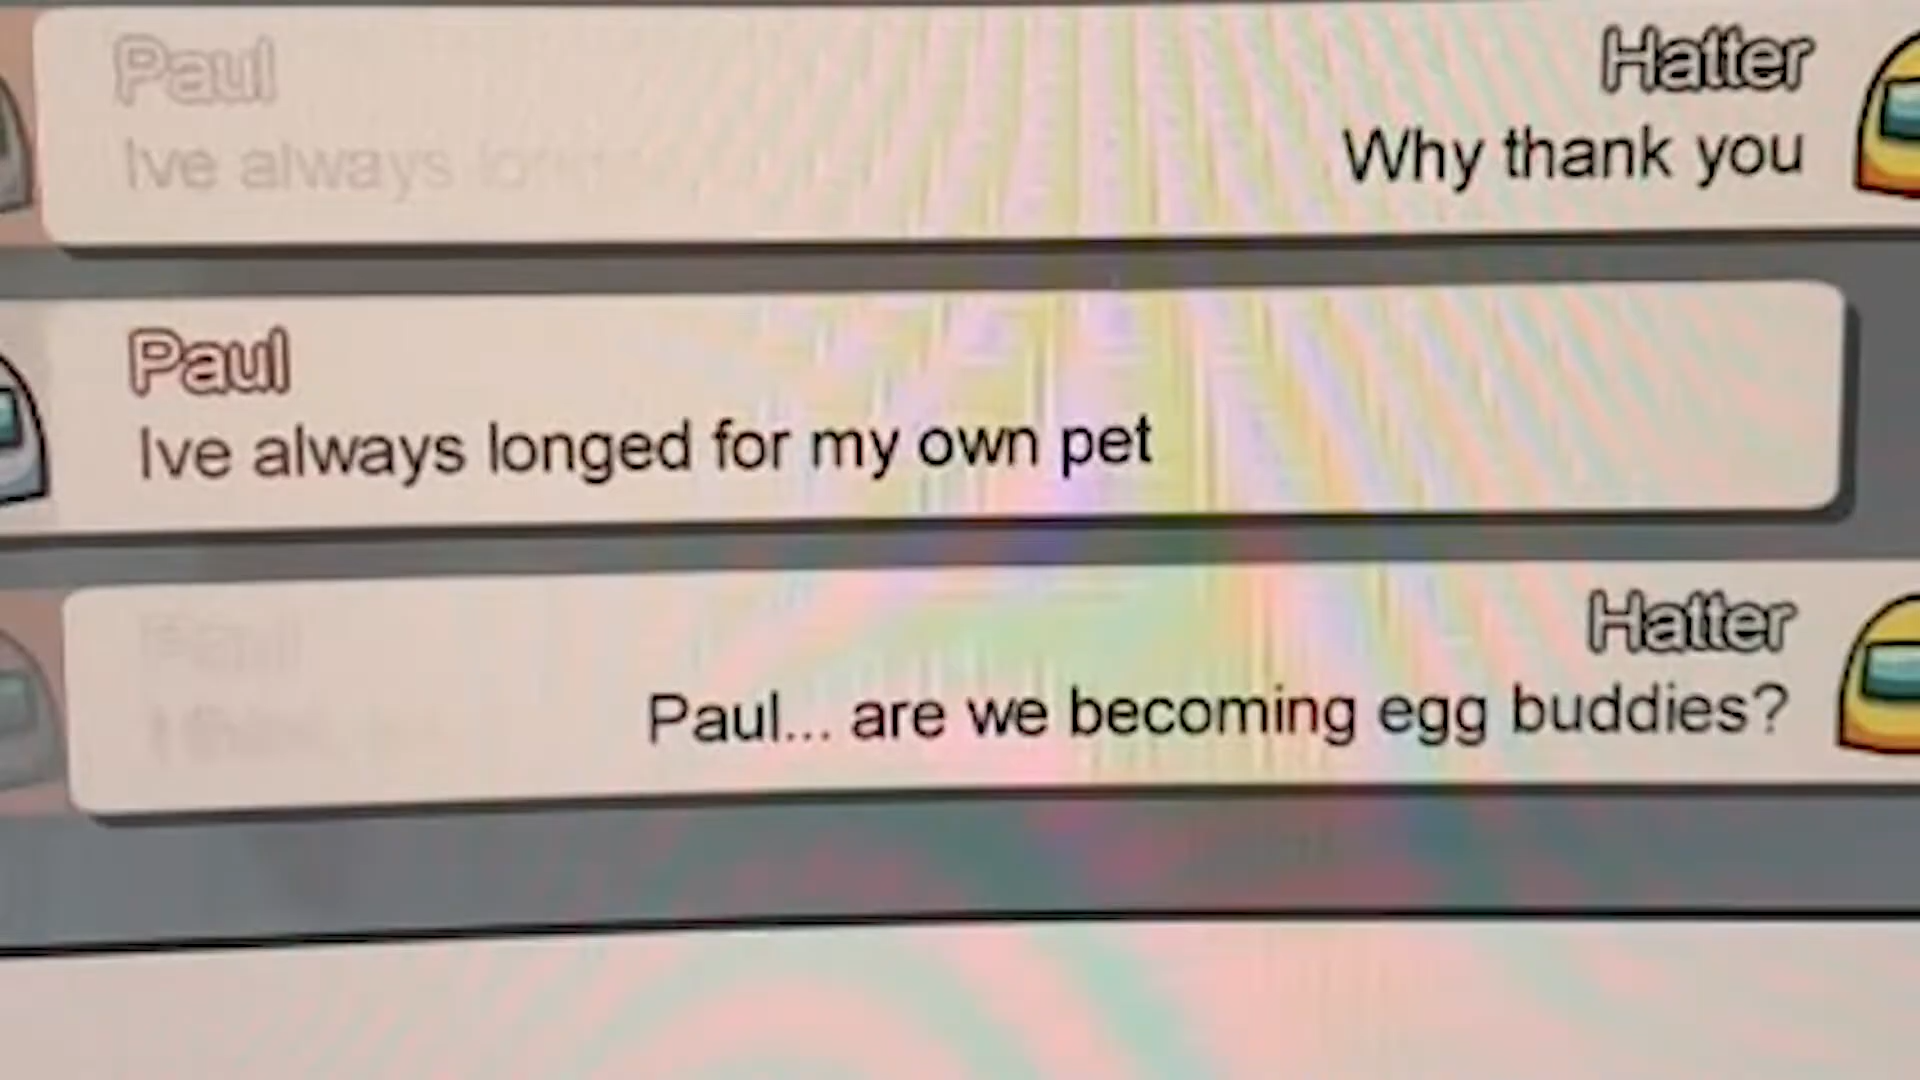 Paul
Ive always
Hatter
Why thank you
Paul
Ive always longed for my own pet
Hatter
Paul... are we becoming egg buddies?